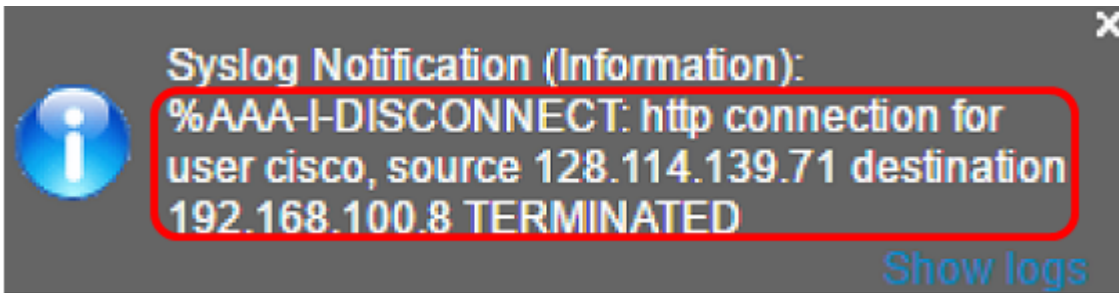 Syslog Notification (Information):
%AAA-I-DISCONNECT: http connection for
user cisco, source 128.114.139.71 destination
192.168.100.8 TERMINATED
Show logs